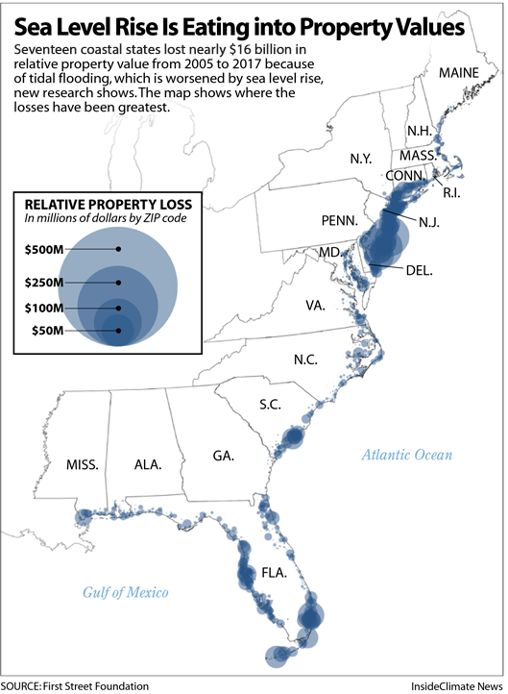 Sea Level Rise Is Eating into Property Values
Seventeen coastal states lost nearly $16 billion in
relative property value from 2005 to 2017 because
of tidal flooding, which is worsened by sea level rise,
new research shows. The map shows where the
losses have been greatest.
MAINE
N.H.
N.Y.
MASS.
CONN.
R.I.
RELATIVE PROPERTY LOSS
In millions of dollars by ZIP code
$500M
$250M
$100M
$50M
PENN.
N.J.
MD.
DEL.
VA.
N.C.
S.C.
MISS.
ALA.
GA.
Atlantic Ocean
FLA.
Gulf of Mexico
SOURCE: First Street Foundation
InsideClimate News